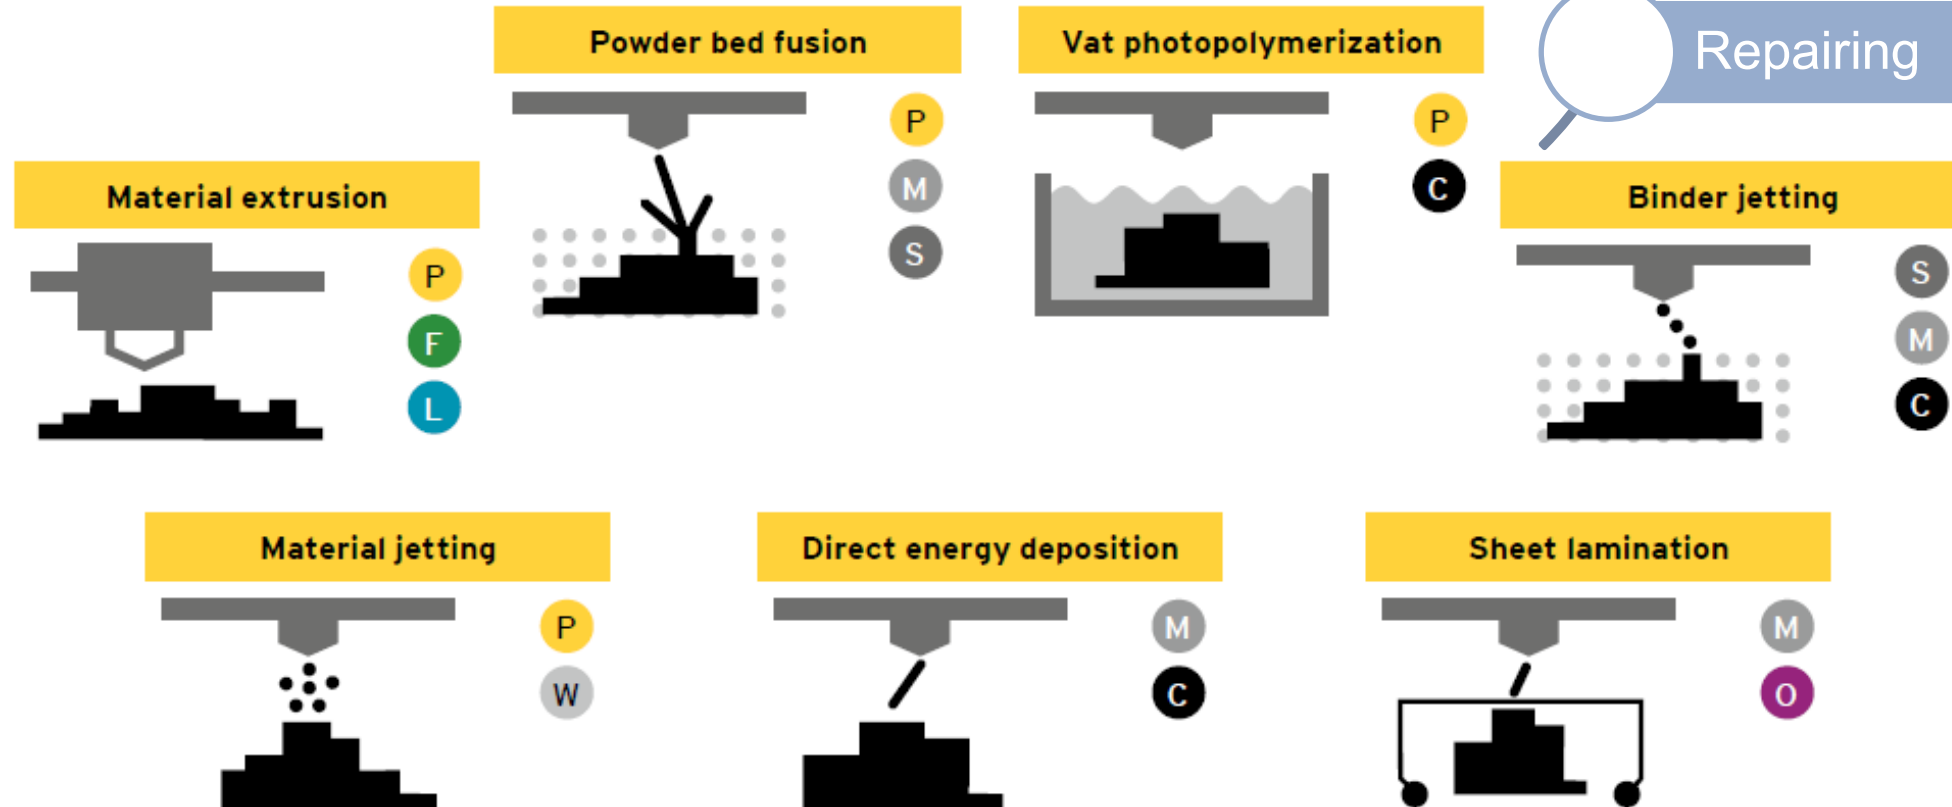 Powder bed fusion
P
M
S
Vat photopolymerization
P
C
Repairing
Material extrusion
P
F
L
Binder jetting
S
M
C
Material jetting
P
W
Direct energy deposition
M
C
Sheet lamination
M
O